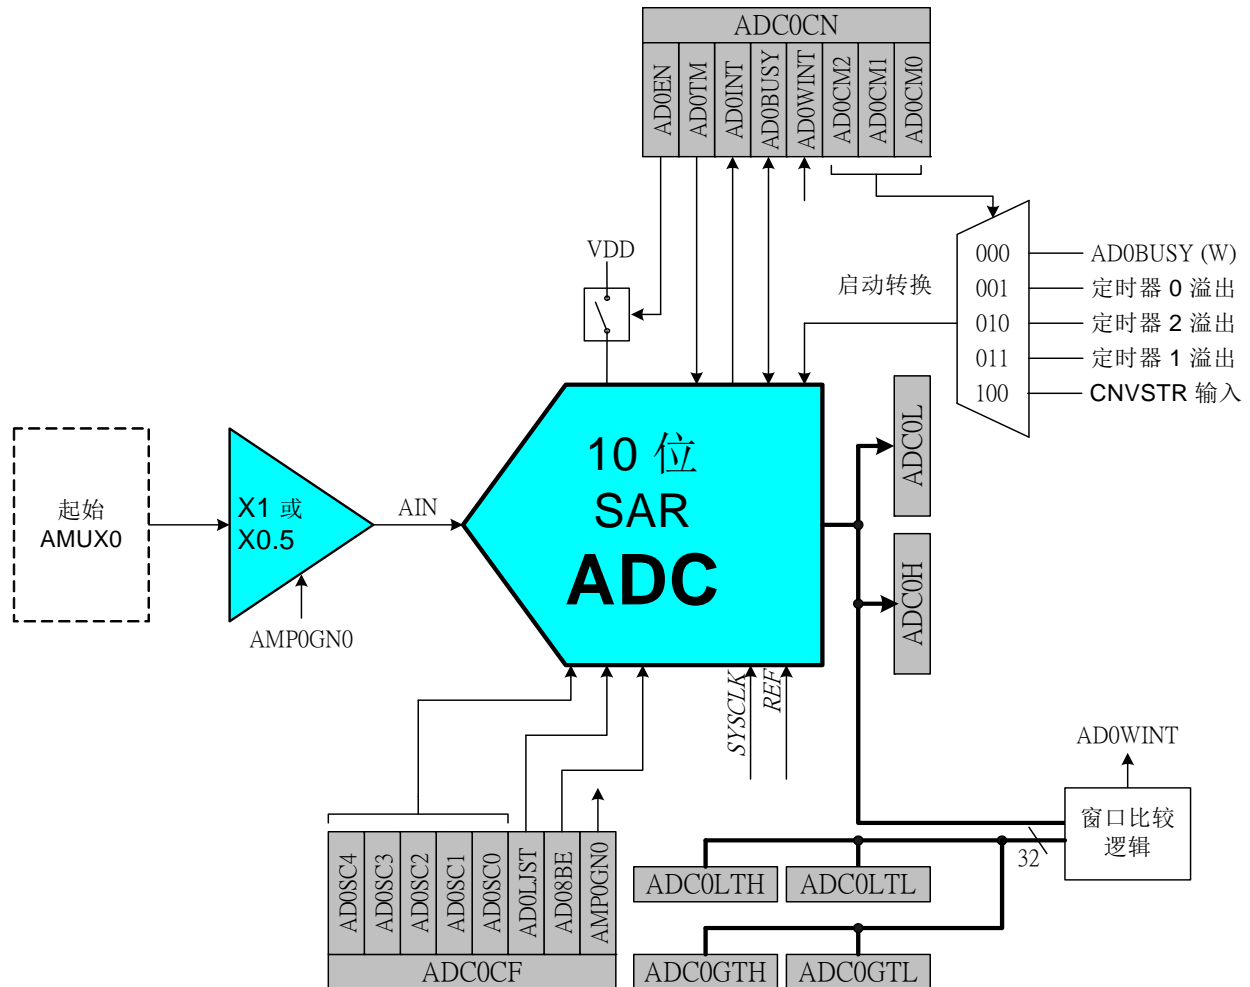 ADC0CN
AD0EN
AD0TM
AD0INT
AD0BUSY
AD0WINT
AD0CM2
AD0CM1
AD0CM0
VDD
启动转换
000
AD0BUSY (W)
001
定时器 0 溢出
010
定时器 2 溢出
011
定时器 1 溢出
100
CNVSTR 输入
起始
AMUX0
X1 或
X0.5
AIN
AMP0GN0
10 位
SAR
ADC
ADC0L
ADC0H
SYSCLK
REF
AD0WINT
窗口比较
逻辑
32
AD0SC4
AD0SC3
AD0SC2
AD0SC1
AD0SC0
AD0LJST
AD08BE
AMP0GN0
ADC0CF
ADC0LTH
ADC0LTL
ADC0GTH
ADC0GTL